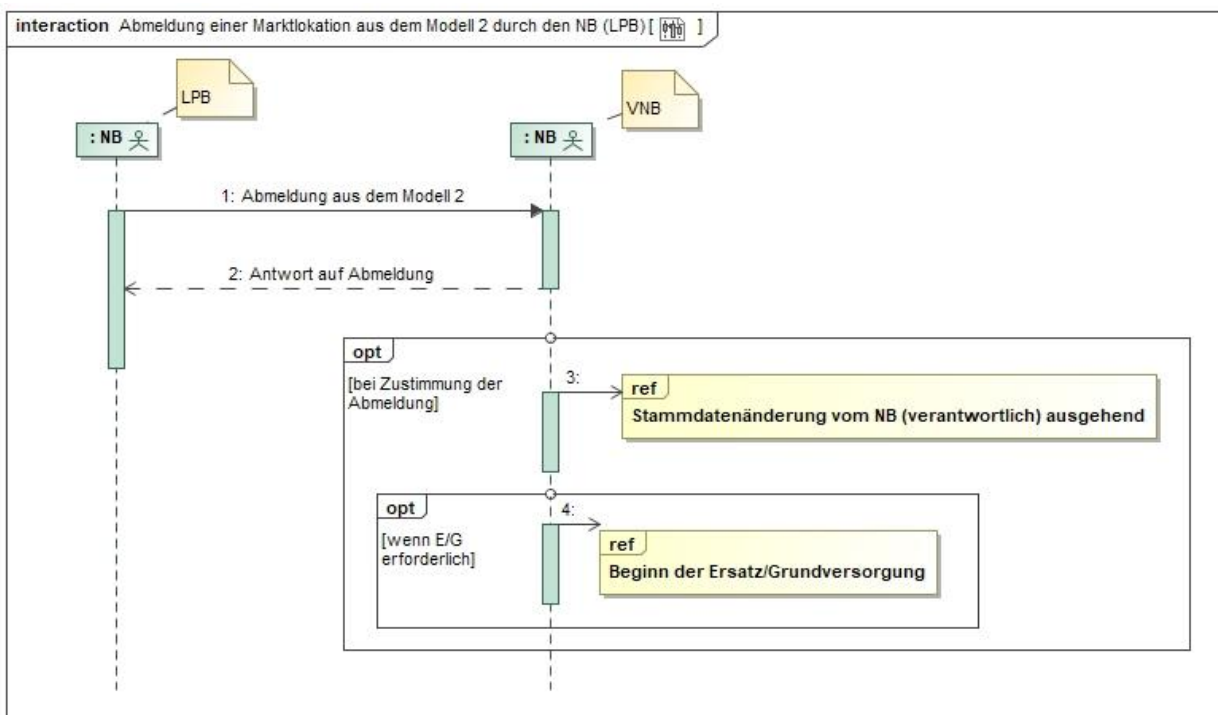 interaction Abmeldung einer Marktlokation aus dem Modell 2 durch den NB (LPB) [ ]
LPB
VNB
: NB
: NB
1: Abmeldung aus dem Modell 2
2: Antwort auf Abmeldung
opt
[bei Zustimmung der
Abmeldung]
3:
ref
Stammdatenänderung vom NB (verantwortlich) ausgehend
opt
[wenn E/G
erforderlich]
4:
ref
Beginn der Ersatz/Grundversorgung